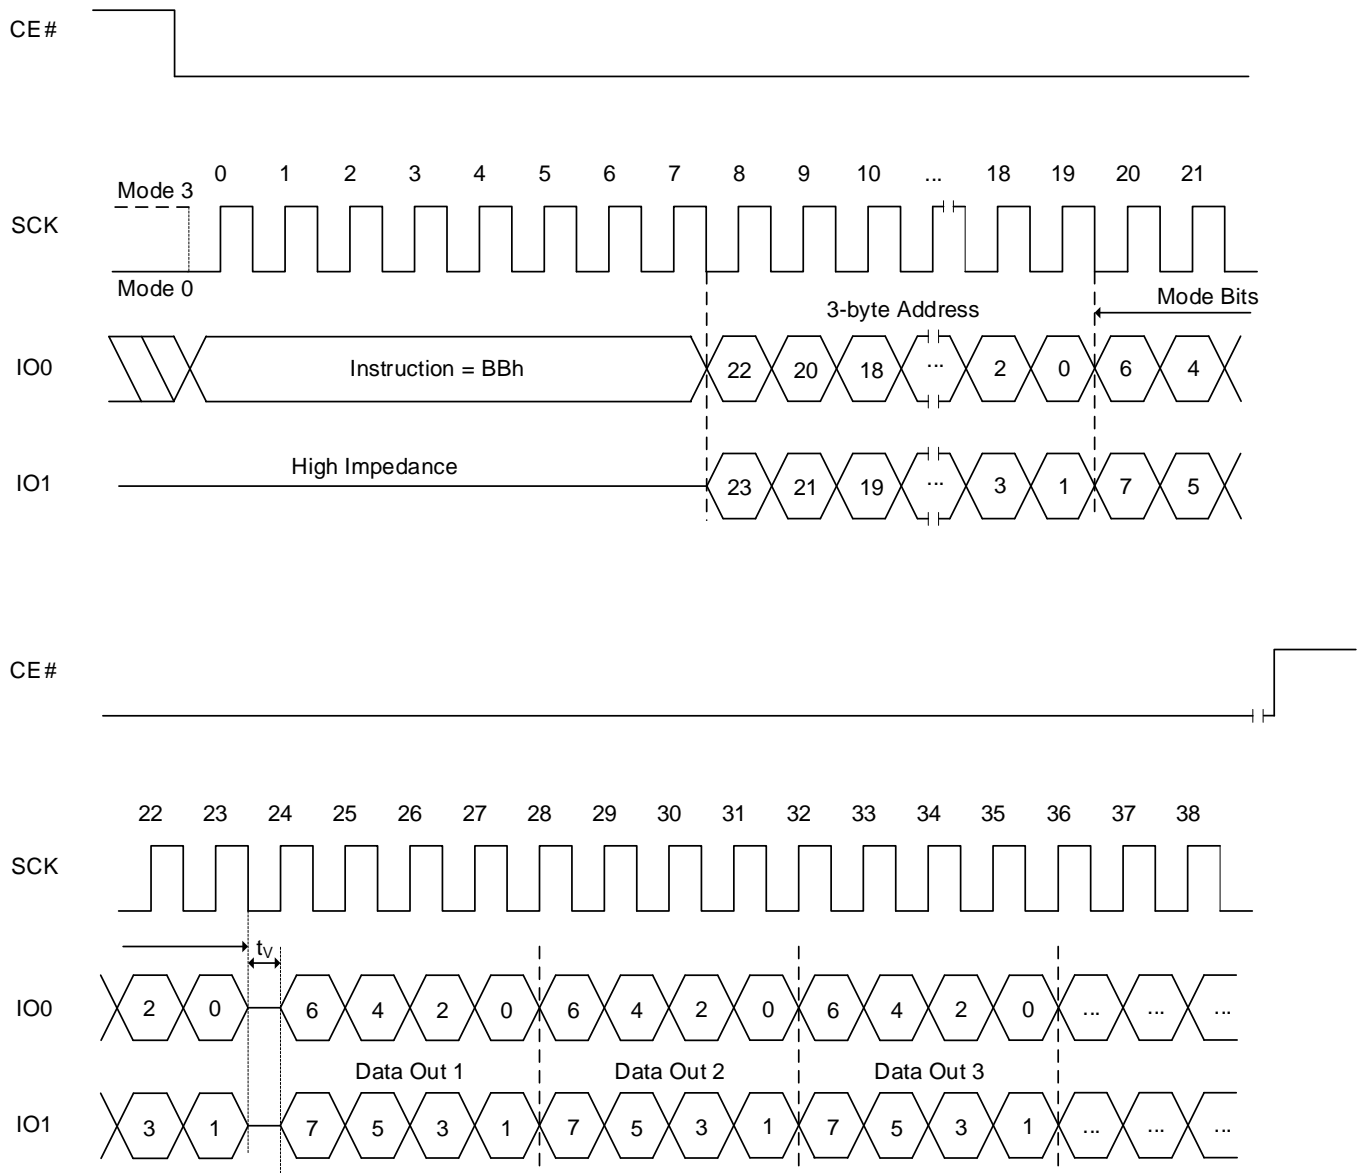 CE#
0 1 2 3 4 5 6 7 8 9 10 ... 18 19 20 21
Mode 3
SCK
Mode 0
3-byte Address
Mode Bits
IO0
Instruction = BBh
22 20 18 ... 2 0 6 4
High Impedance
IO1
23 21 19 ... 3 1 7 5
CE#
22 23 24 25 26 27 28 29 30 31 32 33 34 35 36 37 38
SCK
tV
IO0
2 0 6 4 2 0 6 4 2 0 6 4 2 0 ... ... ...
Data Out 1 Data Out 2 Data Out 3
IO1
3 1 7 5 3 1 7 5 3 1 7 5 3 1 ... ... ...